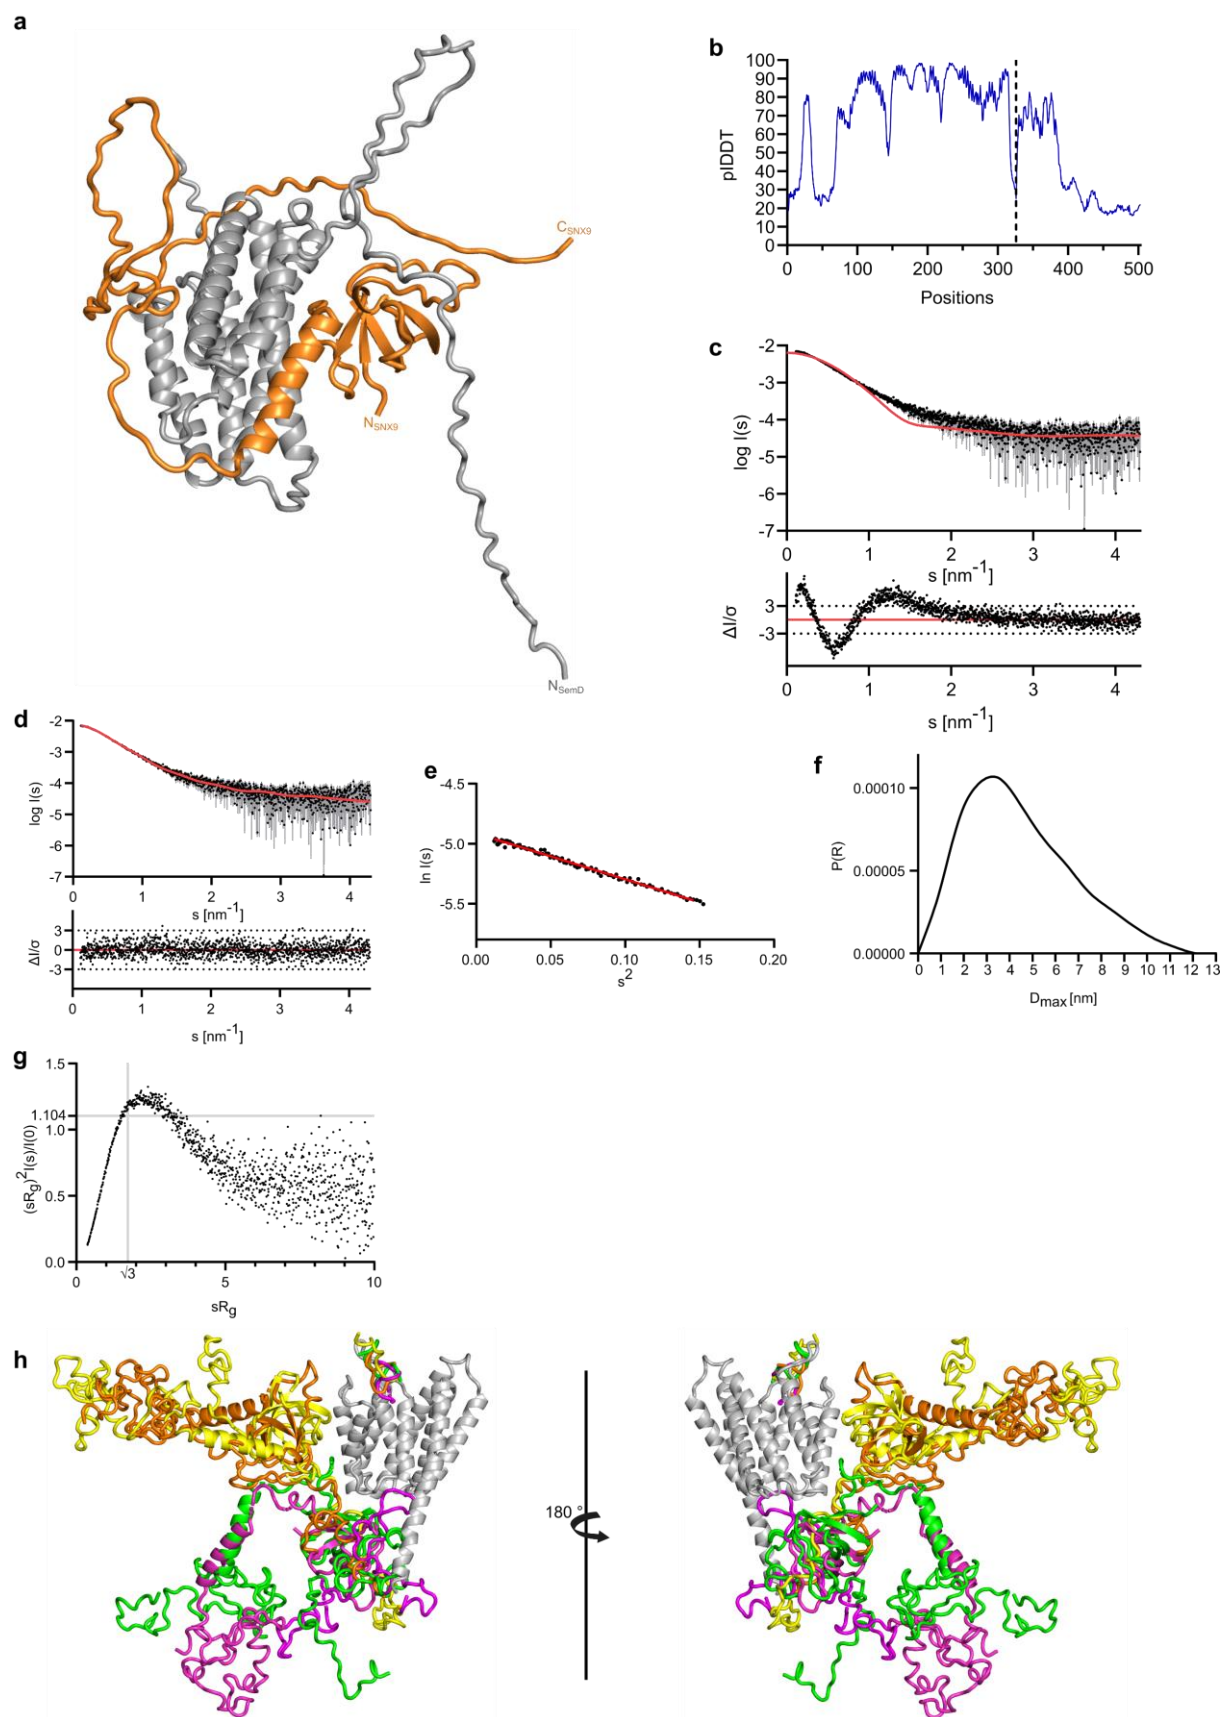 a
C_SNX9
N_SNX9
N_SemD
b
100
90
80
70
60
50
40
30
20
10
0
pIDDT
0 100 200 300 400 500
Positions
c
-2
-3
-4
-5
-6
-7
log I(s)
0 1 2 3 4
s [nm⁻¹]
3
-3
ΔI/σ
0 1 2 3 4
s [nm⁻¹]
d
-2
-3
-4
-5
-6
-7
log I(s)
0 1 2 3 4
s [nm⁻¹]
3
0
-3
ΔI/σ
0 1 2 3 4
s [nm⁻¹]
e
-4.5
-5.0
-5.5
ln I(s)
0.00 0.05 0.10 0.15 0.20
s²
f
0.00010
0.00005
0.00000
P(R)
0 1 2 3 4 5 6 7 8 9 10 11 12 13
D_max [nm]
g
1.5
1.104
1.0
0.5
0.0
(sR_g)²I(s)/I(0)
0 √3 5 10
sR_g
h
180°